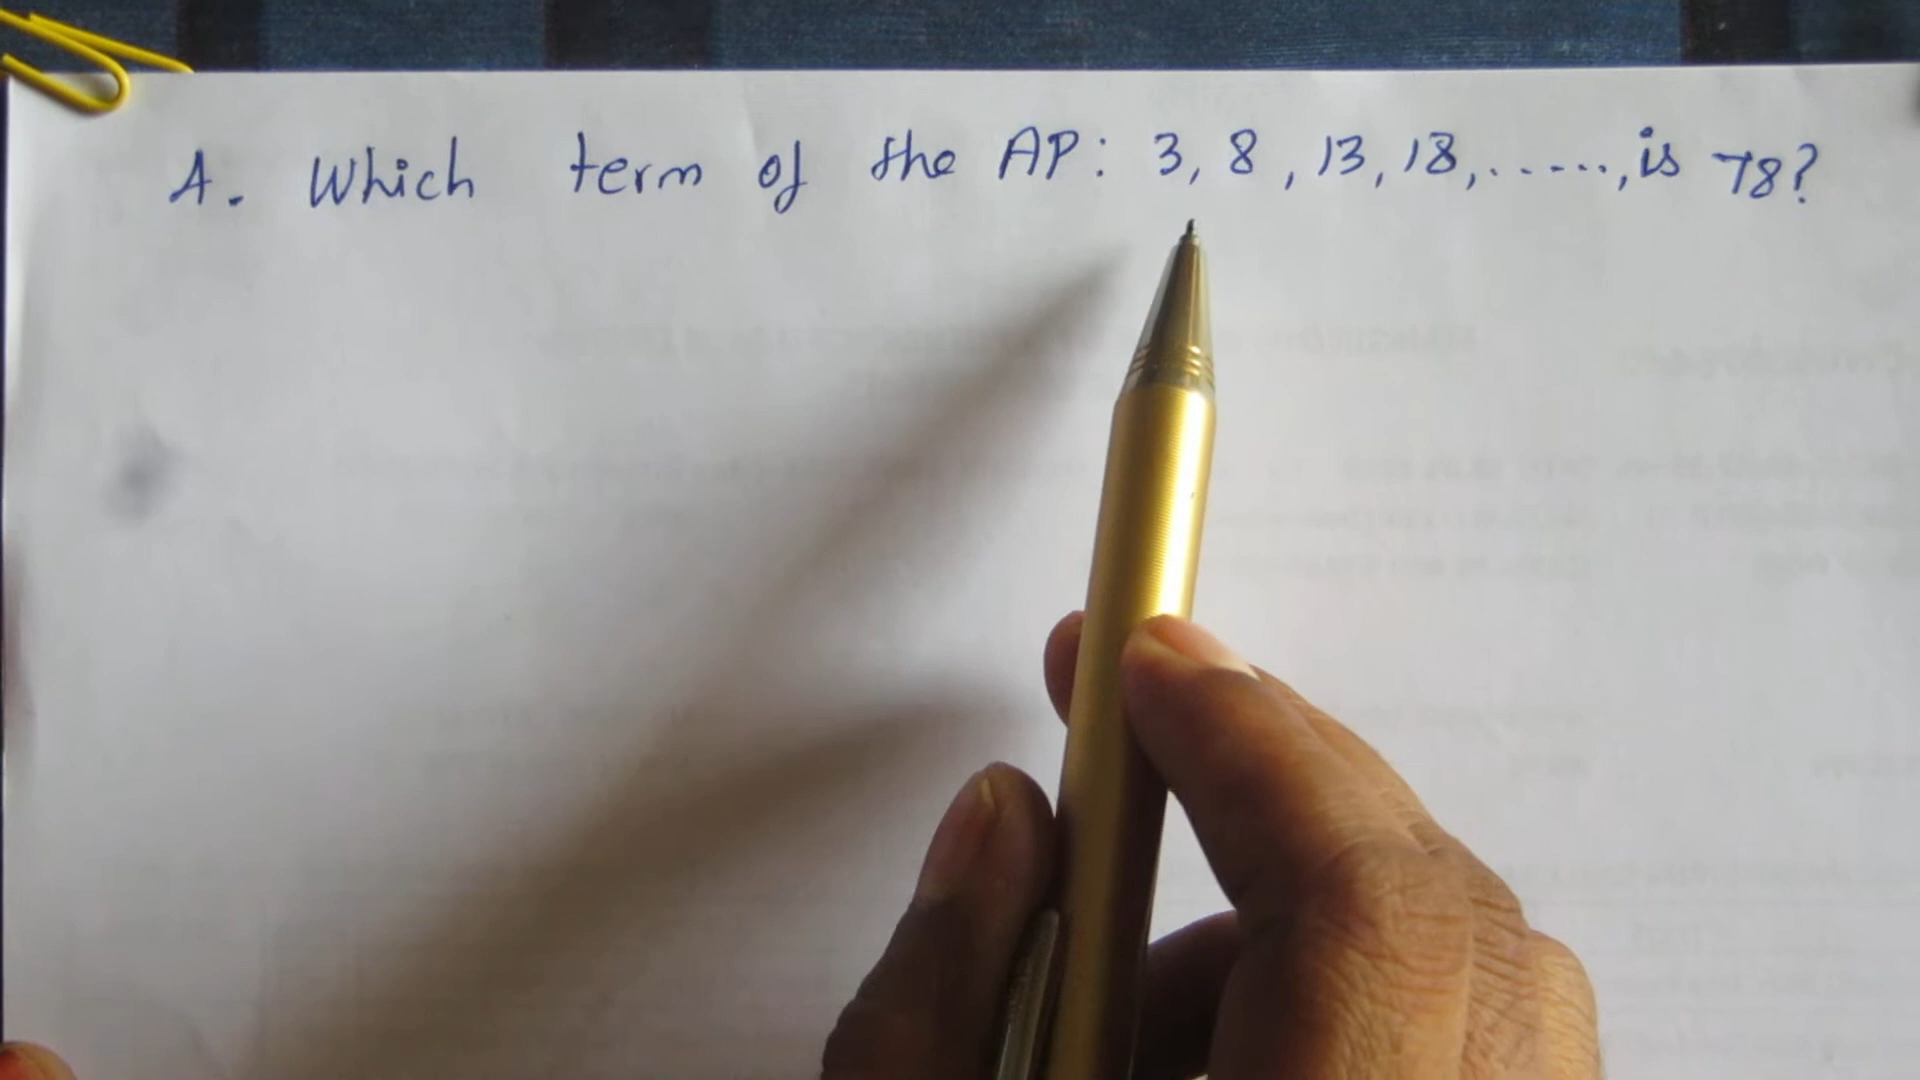 A. Which term of the AP: 3, 8, 13, 18, ....., is 78?